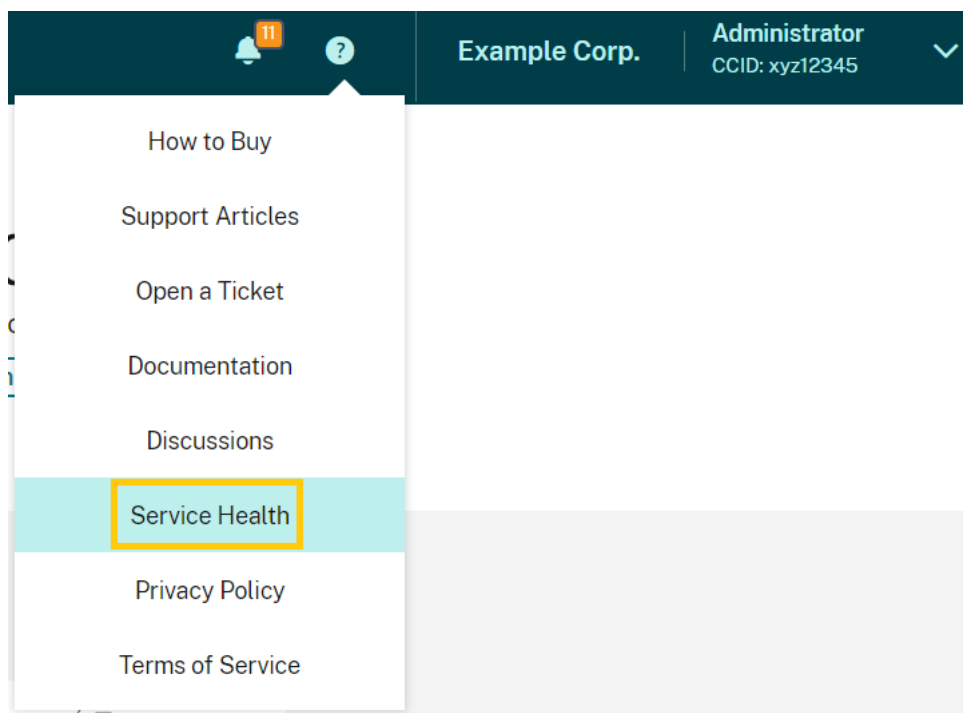 11
?
Example Corp.
Administrator
CCID: xyz12345
How to Buy
Support Articles
Open a Ticket
Documentation
Discussions
Service Health
Privacy Policy
Terms of Service